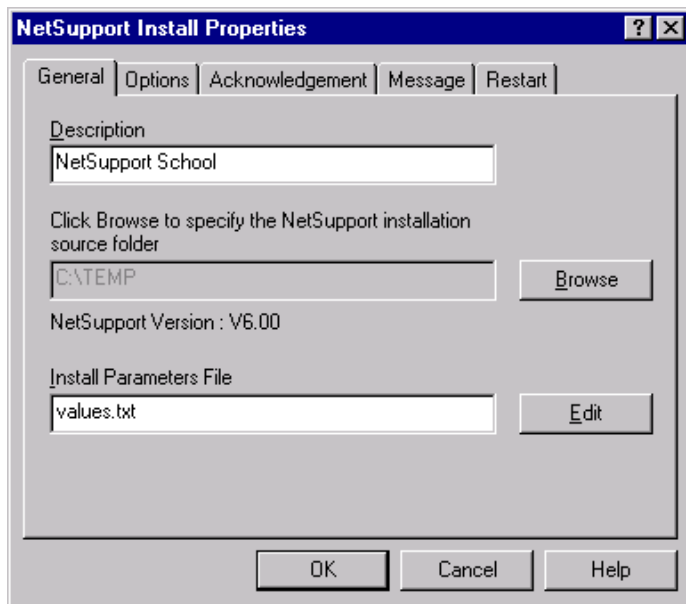 NetSupport Install Properties
General Options Acknowledgement Message Restart
Description
NetSupport School
Click Browse to specify the NetSupport installation
source folder
C:\TEMP
Browse
NetSupport Version : V6.00
Install Parameters File
values.txt
Edit
OK Cancel Help